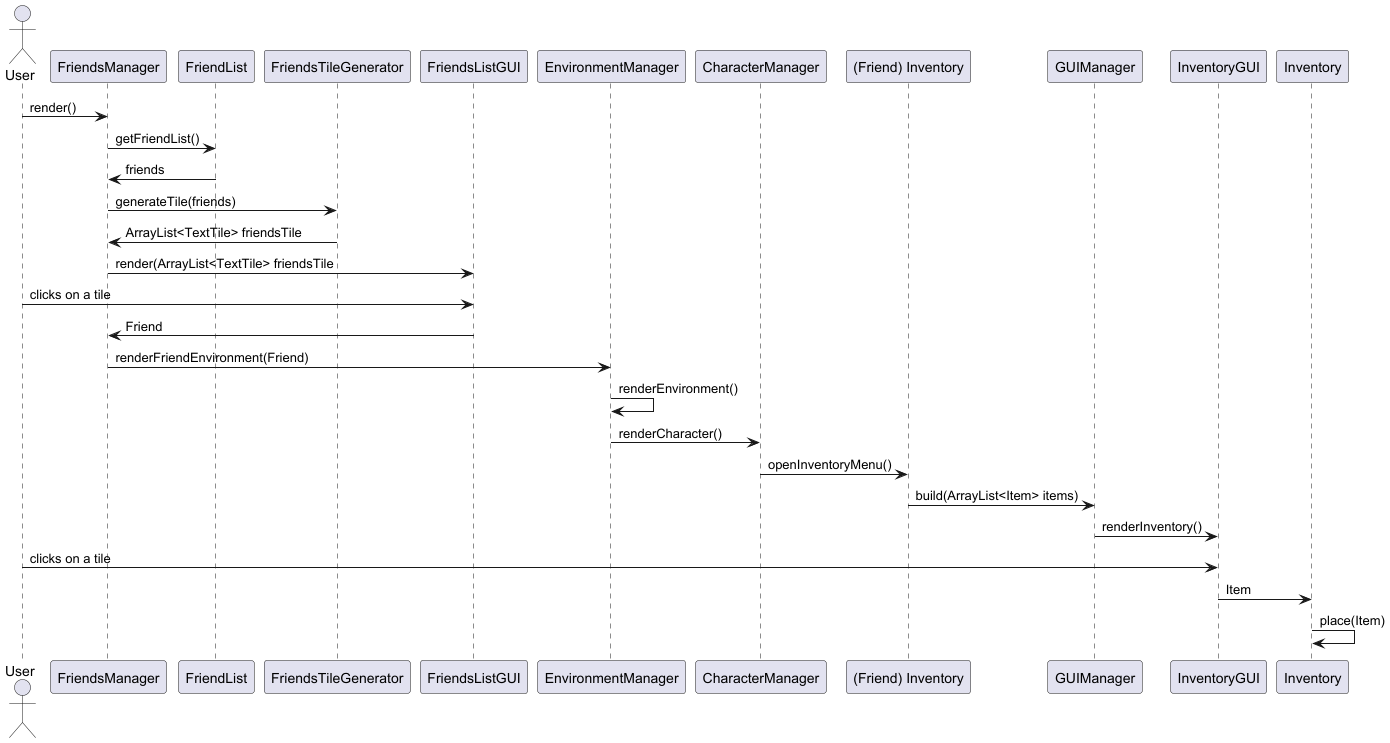 User
FriendsManager
FriendList
FriendsTileGenerator
FriendsListGUI
EnvironmentManager
CharacterManager
(Friend) Inventory
GUIManager
InventoryGUI
Inventory
render()
getFriendList()
friends
generateTile(friends)
ArrayList<TextTile> friendsTile
render(ArrayList<TextTile> friendsTile
clicks on a tile
Friend
renderFriendEnvironment(Friend)
renderEnvironment()
renderCharacter()
openInventoryMenu()
build(ArrayList<Item> items)
renderInventory()
clicks on a tile
Item
place(Item)
User
FriendsManager
FriendList
FriendsTileGenerator
FriendsListGUI
EnvironmentManager
CharacterManager
(Friend) Inventory
GUIManager
InventoryGUI
Inventory